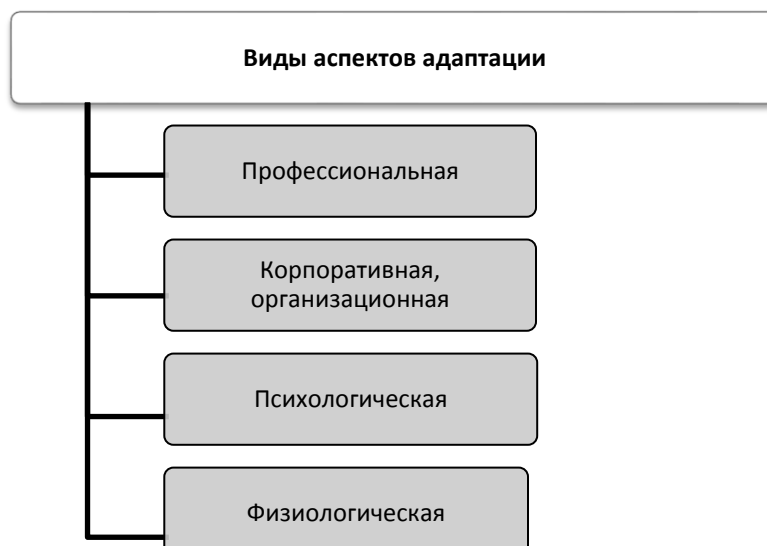 Виды аспектов адаптации
Профессиональная
Корпоративная,
организационная
Психологическая
Физиологическая